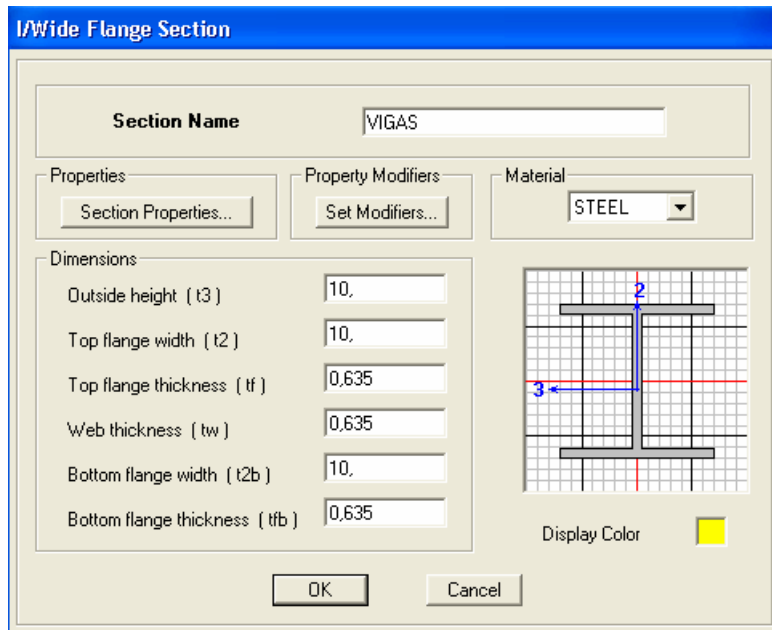 I/Wide Flange Section
Section Name VIGAS
Properties Property Modifiers Material
Section Properties... Set Modifiers... STEEL
Dimensions
Outside height ( t3 ) 10,
Top flange width ( t2 ) 10,
Top flange thickness ( tf ) 0,635
Web thickness ( tw ) 0,635
Bottom flange width ( t2b ) 10,
Bottom flange thickness ( tfb ) 0,635
2
3
Display Color
OK Cancel